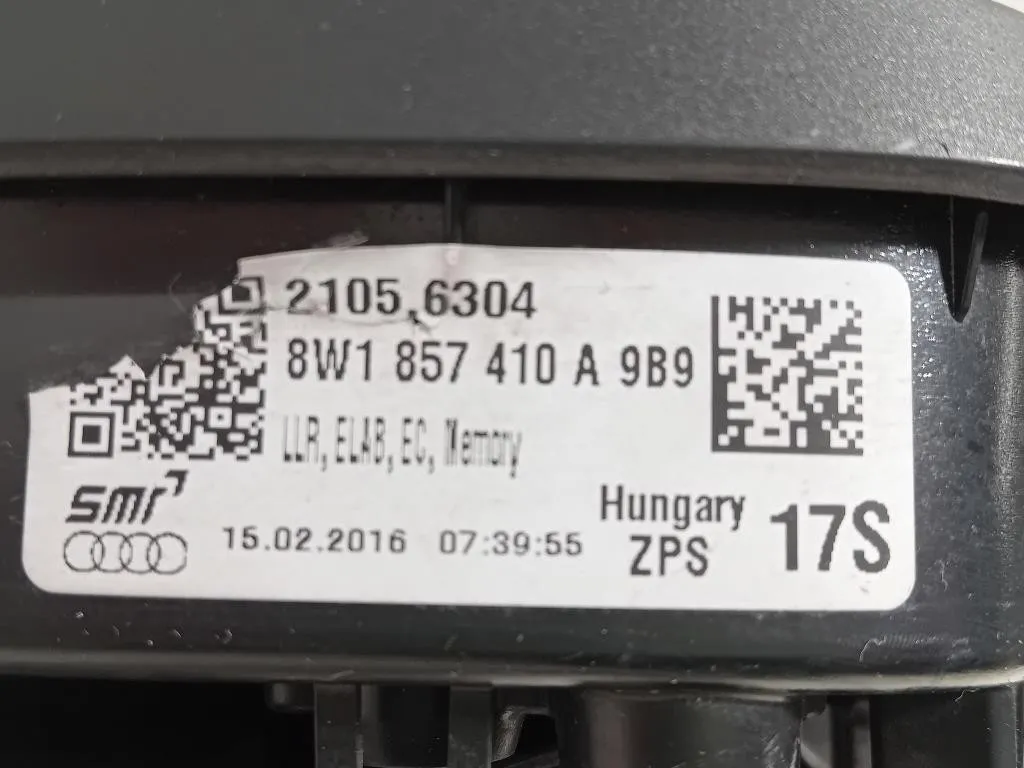 2105.6304
8W1 857 410 A 9B9
LLR, ELAB, EC, Memory
smr
15.02.2016 07:39:55
Hungary
ZPS
17S